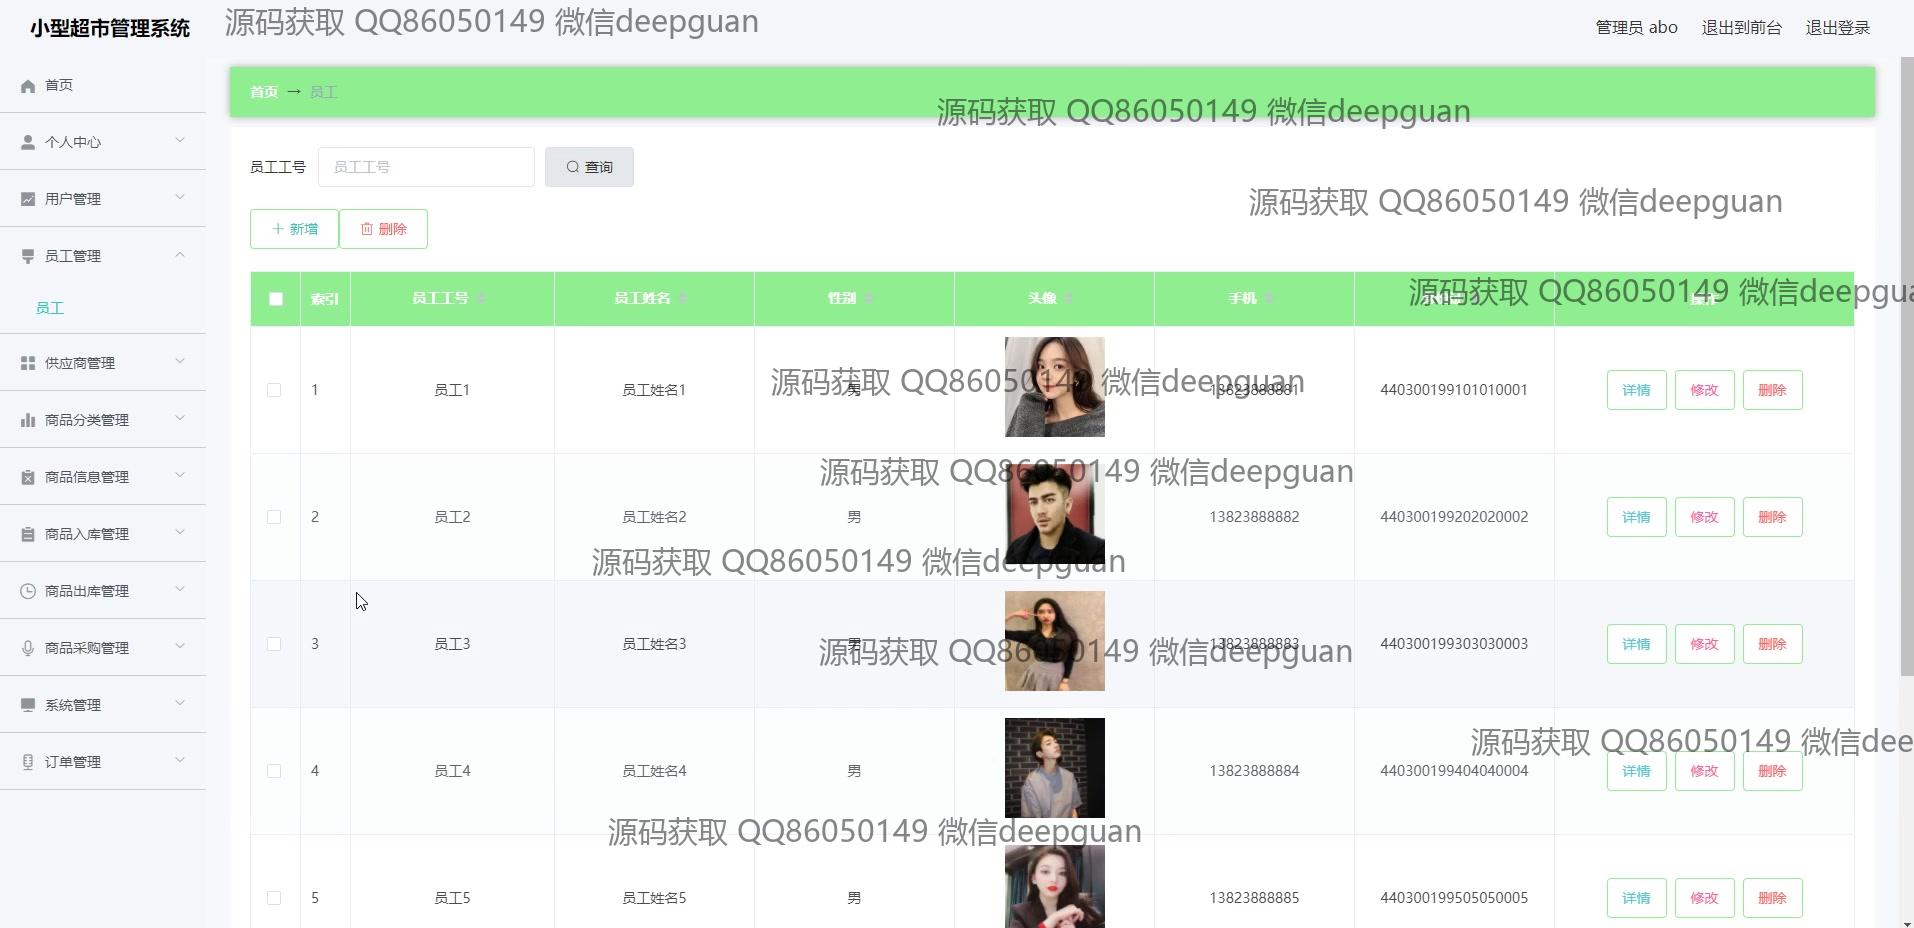 小型超市管理系统
源码获取 QQ86050149 微信deepguan
管理员 abo
退出到前台
退出登录
首页
个人中心
用户管理
员工管理
员工
供应商管理
商品分类管理
商品信息管理
商品入库管理
商品出库管理
商品采购管理
系统管理
订单管理
首页 → 员工
源码获取 QQ86050149 微信deepguan
员工工号 员工工号 查询
源码获取 QQ86050149 微信deepguan
新增 删除
索引 员工工号 员工姓名 性别 头像 手机
源码获取 QQ86050149 微信deepgua
1 员工1 员工姓名1 男 13823888881 440300199101010001 详情 修改 删除
源码获取 QQ86050149 微信deepguan
源码获取 QQ86050149 微信deepguan
2 员工2 员工姓名2 男 13823888882 440300199202020002 详情 修改 删除
源码获取 QQ86050149 微信deepguan
3 员工3 员工姓名3 男 13823888883 440300199303030003 详情 修改 删除
源码获取 QQ86050149 微信deepguan
源码获取 QQ86050149 微信dee
4 员工4 员工姓名4 男 13823888884 440300199404040004 详情 修改 删除
源码获取 QQ86050149 微信deepguan
5 员工5 员工姓名5 男 13823888885 440300199505050005 详情 修改 删除